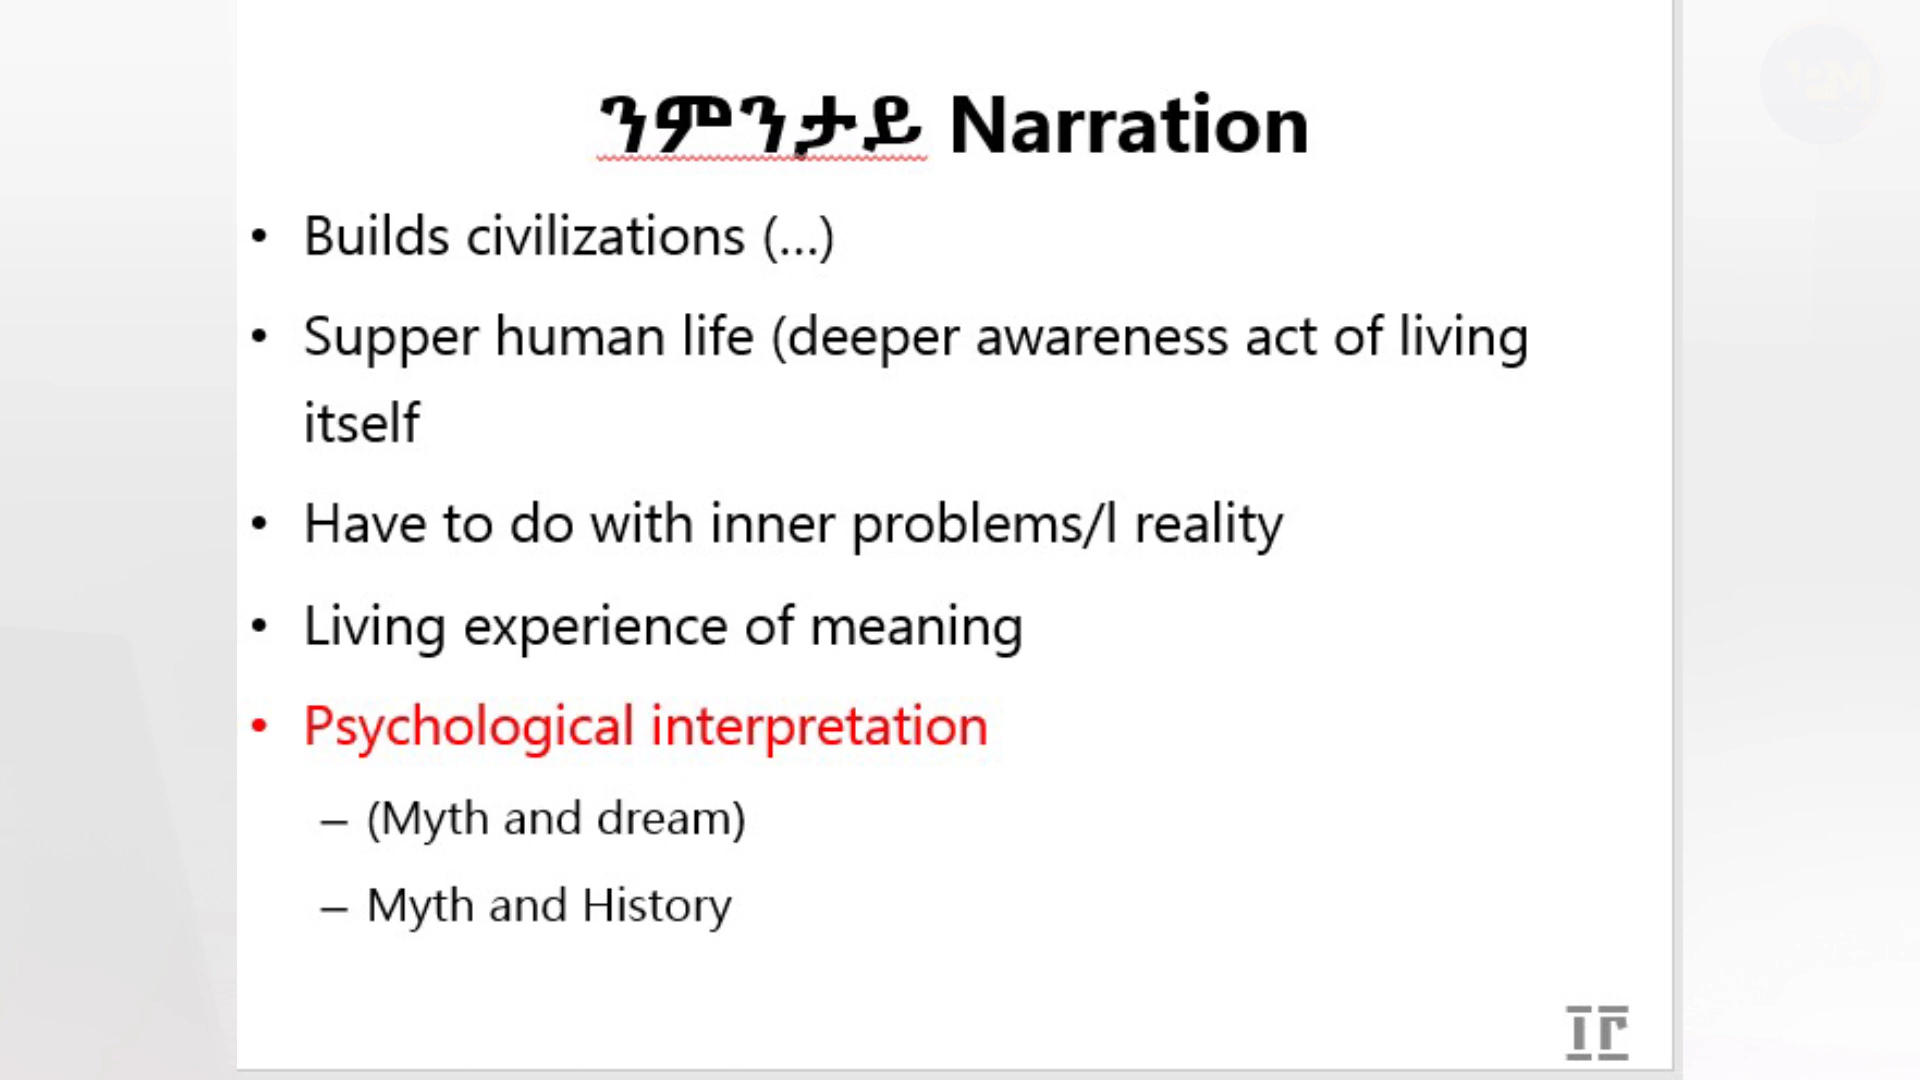 ንምንታይ Narration
• Builds civilizations (...)
• Supper human life (deeper awareness act of living
itself
• Have to do with inner problems/l reality
• Living experience of meaning
• Psychological interpretation
– (Myth and dream)
– Myth and History
፲፫